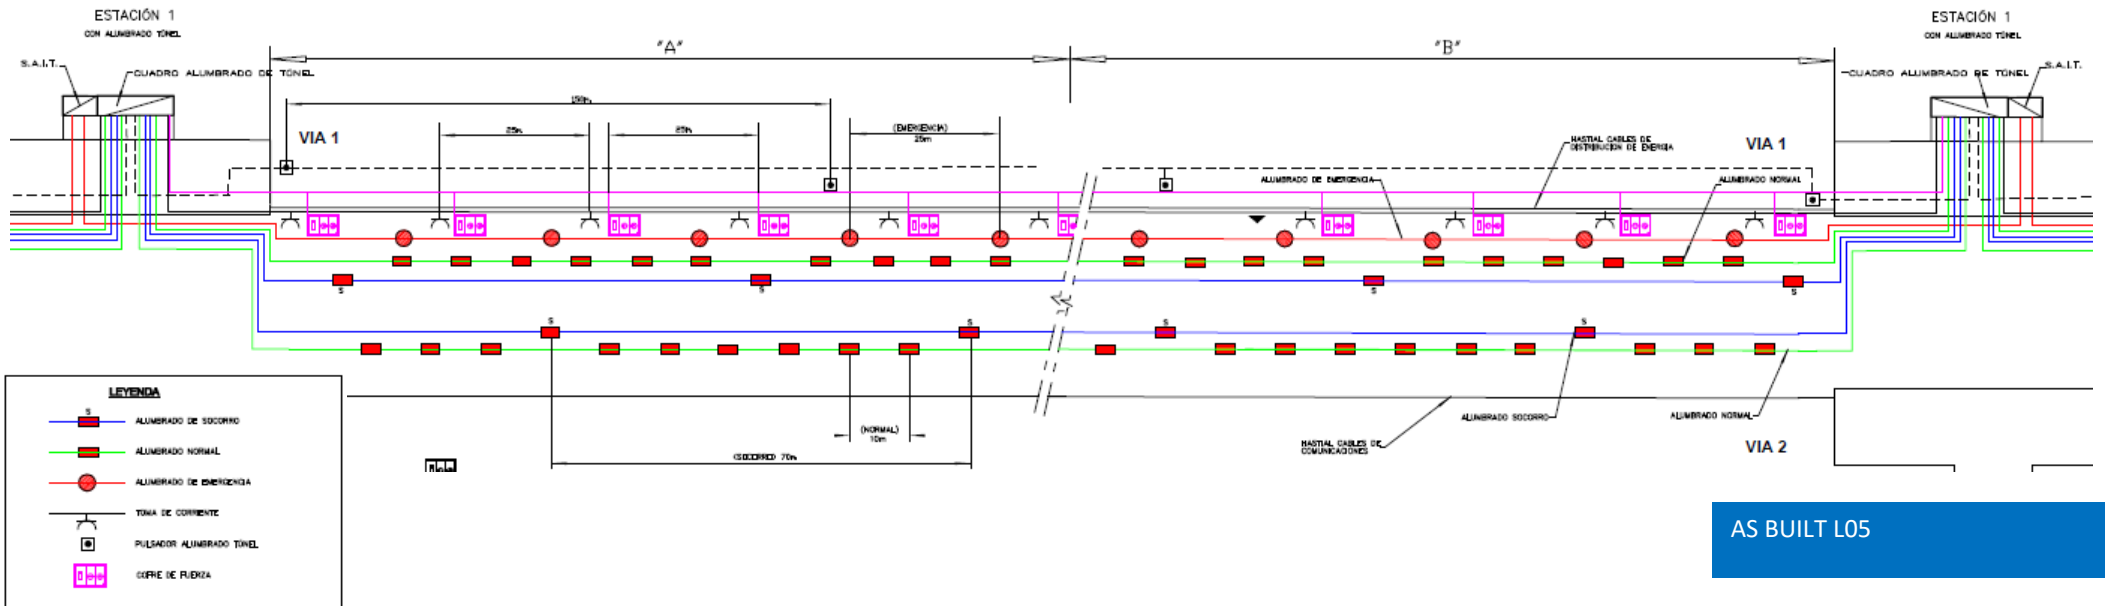 ESTACIÓN 1
CON ALUMBRADO TÚNEL
S.A.I.T.
CUADRO ALUMBRADO DE TÚNEL
"A"
"B"
ESTACIÓN 1
CON ALUMBRADO TÚNEL
CUADRO ALUMBRADO DE TÚNEL
S.A.I.T.
150m
VIA 1
25m
25m
(EMERGENCIA)
25m
HASTIAL CABLES DE
DISTRIBUCION DE ENERGIA
VIA 1
ALUMBRADO DE EMERGENCIA
ALUMBRADO NORMAL
S
S
S
S
S
S
S
S
(NORMAL)
10m
(SOCORRO) 70m
HASTIAL CABLES DE
COMUNICACIONES
ALUMBRADO SOCORRO
ALUMBRADO NORMAL
VIA 2
LEYENDA
S
ALUMBRADO DE SOCORRO
ALUMBRADO NORMAL
ALUMBRADO DE EMERGENCIA
TOMA DE CORRIENTE
PULSADOR ALUMBRADO TÚNEL
COFRE DE FUERZA
AS BUILT L05